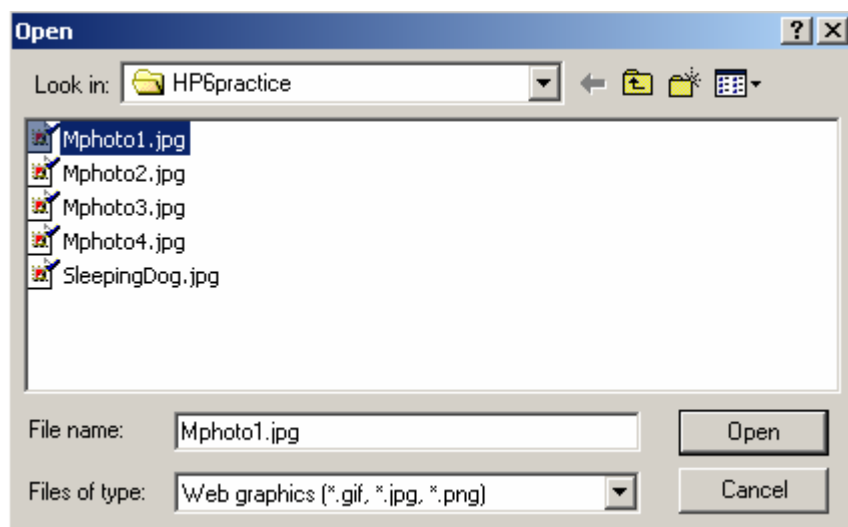 Open
Look in: HP6practice
Mphoto1.jpg
Mphoto2.jpg
Mphoto3.jpg
Mphoto4.jpg
SleepingDog.jpg
File name: Mphoto1.jpg Open
Files of type: Web graphics (*.gif, *.jpg, *.png) Cancel